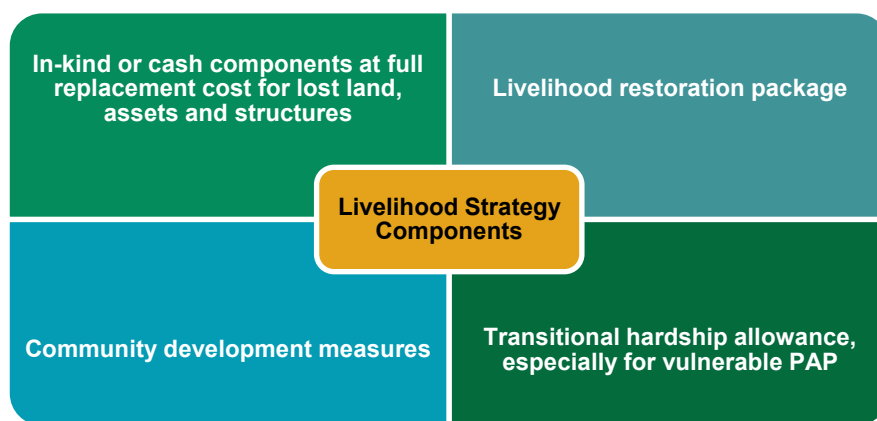 In-kind or cash components at full
replacement cost for lost land,
assets and structures
Livelihood restoration package
Livelihood Strategy
Components
Community development measures
Transitional hardship allowance,
especially for vulnerable PAP